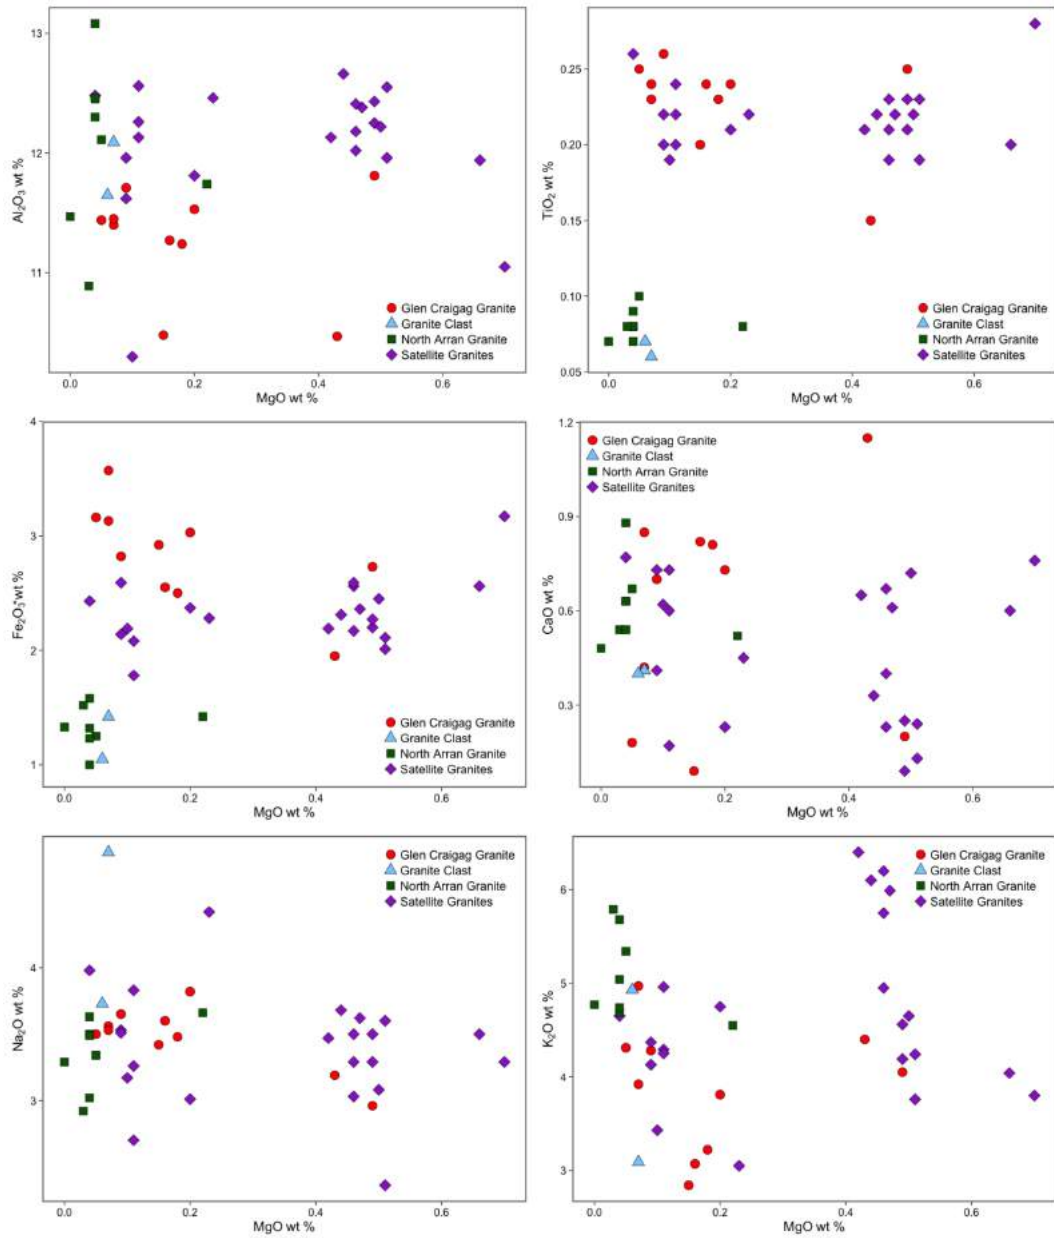 13
12
11
Al₂O₃ wt %
0.0 0.2 0.4 0.6
MgO wt %
Glen Craigag Granite
Granite Clast
North Arran Granite
Satellite Granites
0.25
0.20
0.15
0.10
0.05
TiO₂ wt %
0.0 0.2 0.4 0.6
MgO wt %
Glen Craigag Granite
Granite Clast
North Arran Granite
Satellite Granites
4
3
2
1
Fe₂O₃*wt %
0.0 0.2 0.4 0.6
MgO wt %
Glen Craigag Granite
Granite Clast
North Arran Granite
Satellite Granites
1.2
0.9
0.6
0.3
CaO wt %
0.0 0.2 0.4 0.6
MgO wt %
Glen Craigag Granite
Granite Clast
North Arran Granite
Satellite Granites
4
3
Na₂O wt %
0.0 0.2 0.4 0.6
MgO wt %
Glen Craigag Granite
Granite Clast
North Arran Granite
Satellite Granites
6
5
4
3
K₂O wt %
0.0 0.2 0.4 0.6
MgO wt %
Glen Craigag Granite
Granite Clast
North Arran Granite
Satellite Granites